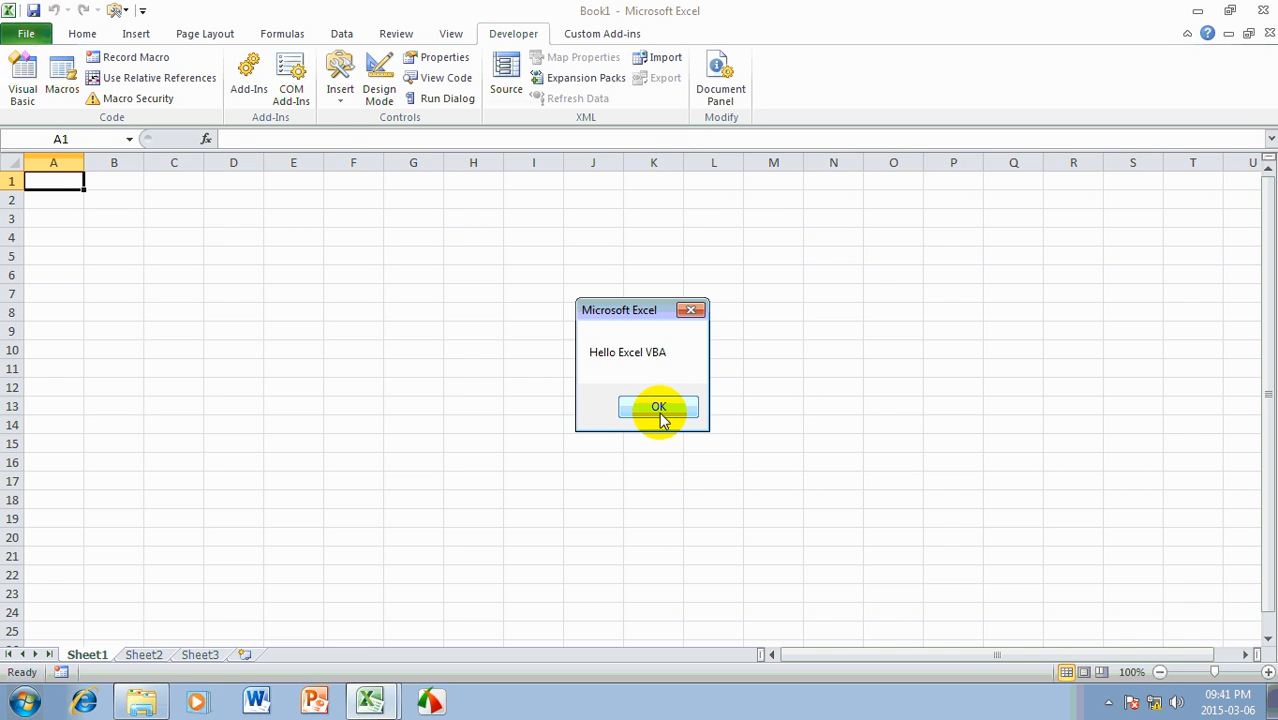 Book1 - Microsoft Excel
File Home Insert Page Layout Formulas Data Review View Developer Custom Add-ins
Visual Basic
Macros
Record Macro
Use Relative References
Macro Security
Code
Add-Ins
COM Add-Ins
Add-Ins
Insert
Design Mode
Properties
View Code
Run Dialog
Controls
Source
Map Properties
Expansion Packs
Refresh Data
Import
Export
XML
Document Panel
Modify
A1 fx
A B C D E F G H I J K L M N O P Q R S T U
1
2
3
4
5
6
7
8
9
10
11
12
13
14
15
16
17
18
19
20
21
22
23
24
25
Microsoft Excel
Hello Excel VBA
OK
Sheet1 Sheet2 Sheet3
Ready 100%
09:41 PM
2015-03-06